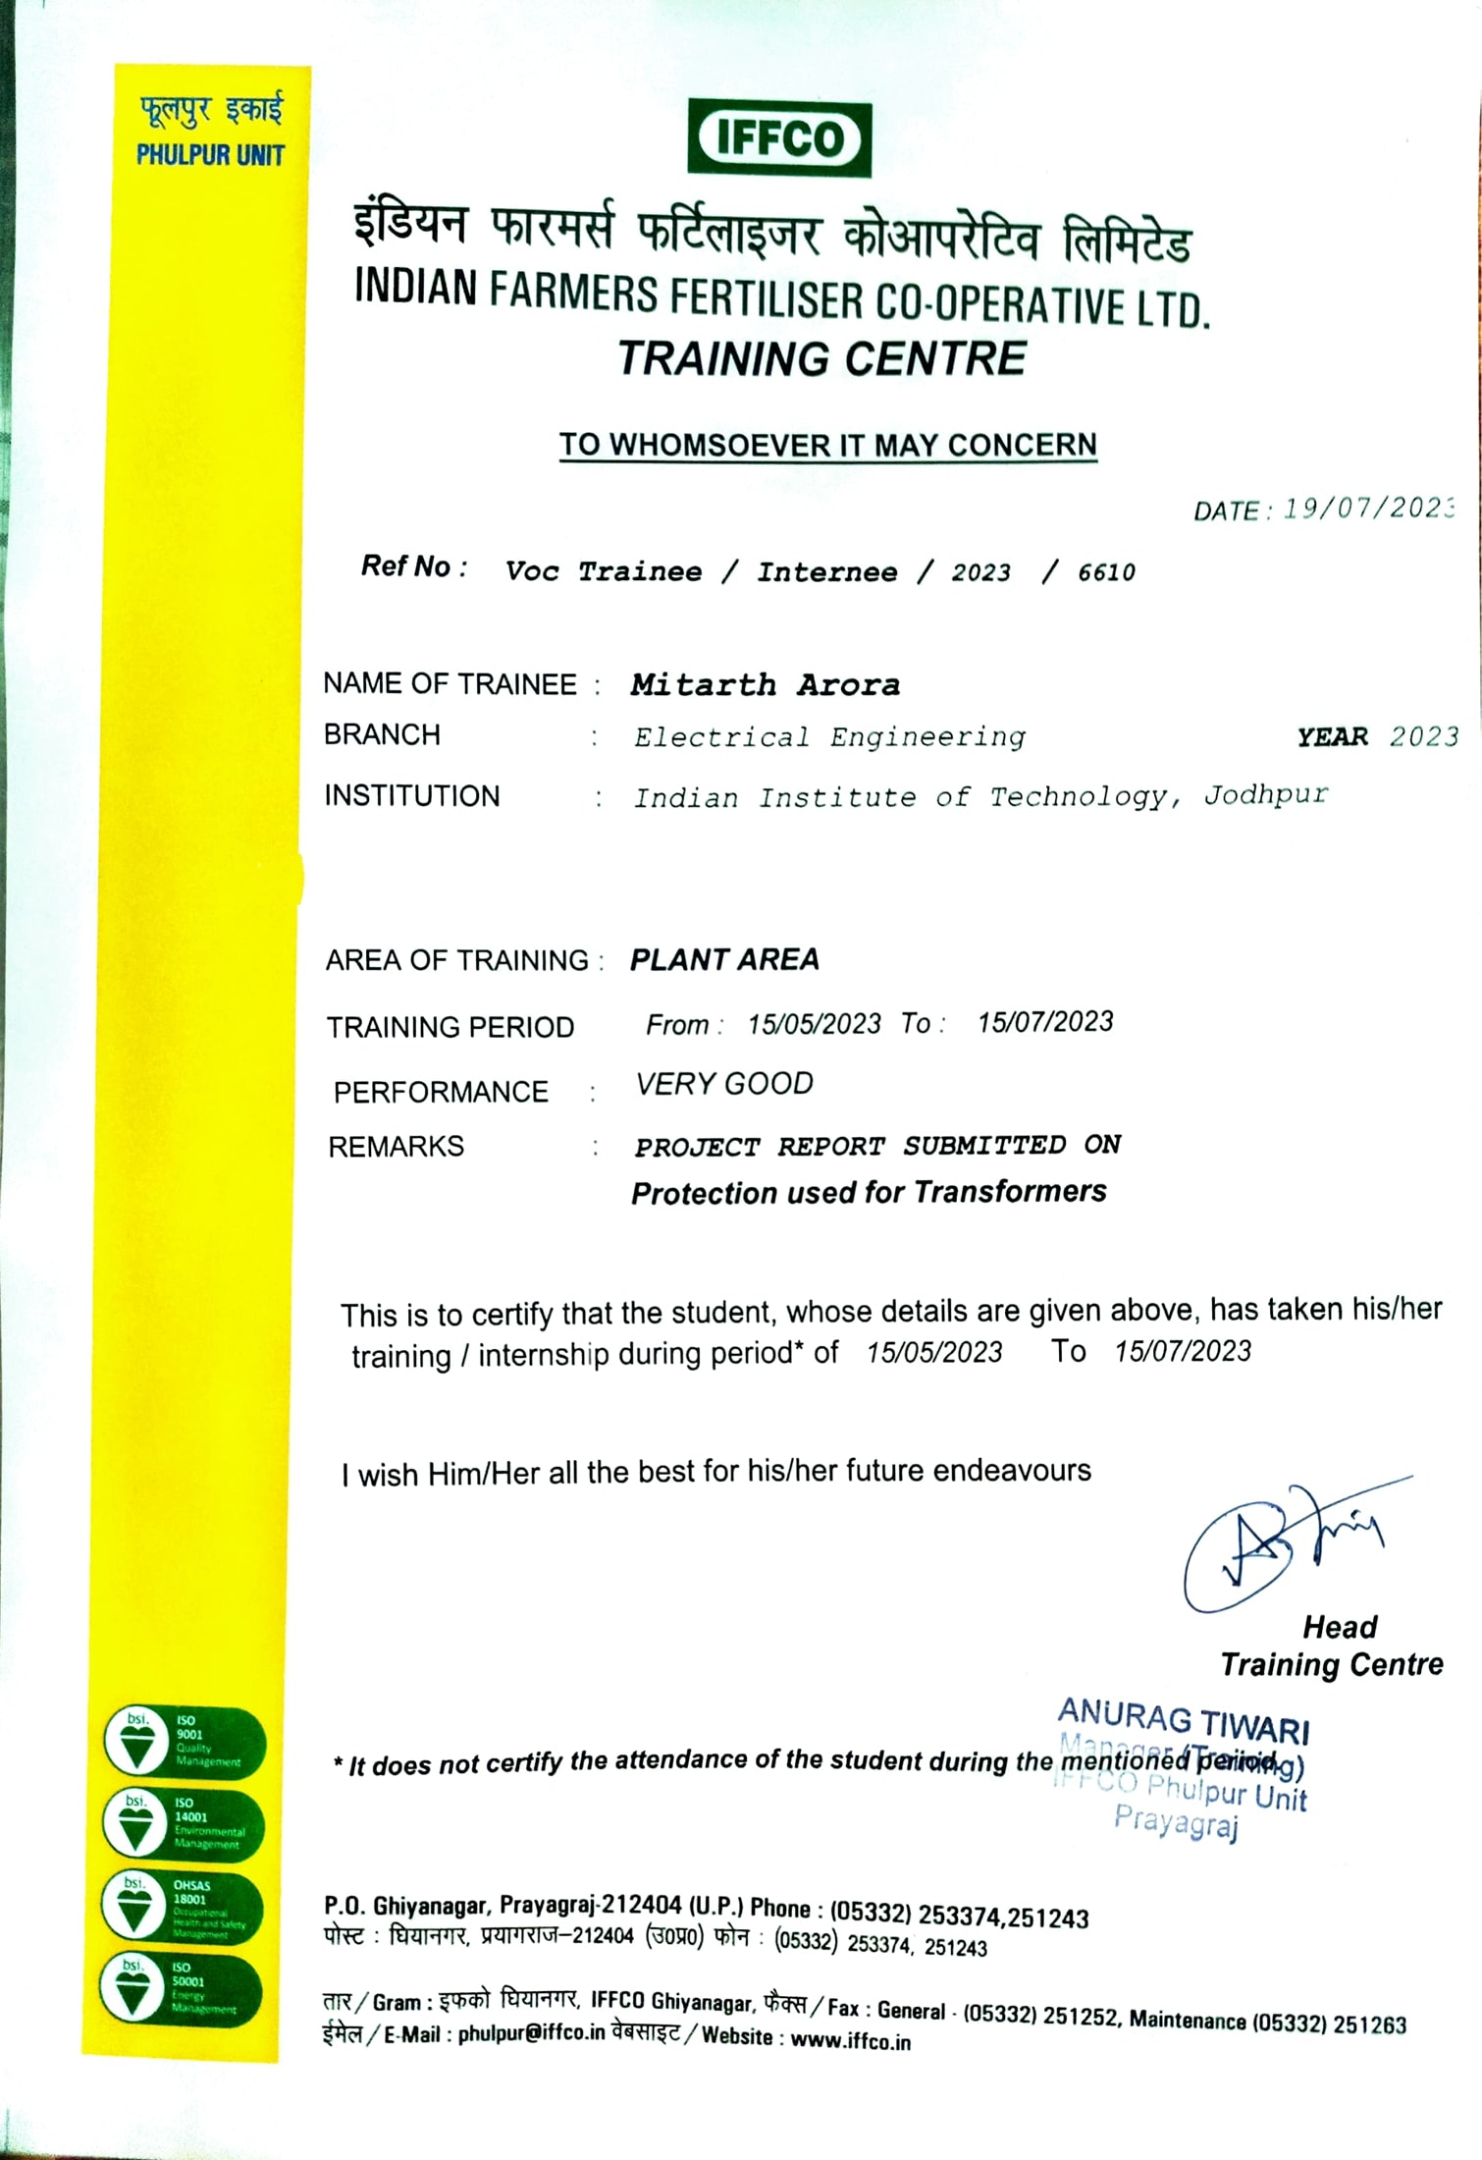 फूलपुर इकाई
PHULPUR UNIT
IFFCO
इंडियन फारमर्स फर्टिलाइजर कोआपरेटिव लिमिटेड
INDIAN FARMERS FERTILISER CO-OPERATIVE LTD.
TRAINING CENTRE
TO WHOMSOEVER IT MAY CONCERN
DATE : 19/07/2023
Ref No : Voc Trainee / Internee / 2023 / 6610
NAME OF TRAINEE : Mitarth Arora
BRANCH : Electrical Engineering YEAR 2023
INSTITUTION : Indian Institute of Technology, Jodhpur
AREA OF TRAINING : PLANT AREA
TRAINING PERIOD From : 15/05/2023 To : 15/07/2023
PERFORMANCE : VERY GOOD
REMARKS : PROJECT REPORT SUBMITTED ON
Protection used for Transformers
This is to certify that the student, whose details are given above, has taken his/her
training / internship during period* of 15/05/2023 To 15/07/2023
I wish Him/Her all the best for his/her future endeavours
Head
Training Centre
ANURAG TIWARI
Manager (Training)
IFFCO Phulpur Unit
Prayagraj
* It does not certify the attendance of the student during the mentioned period
bsi. ISO
9001
Quality
Management
bsi. ISO
14001
Environmental
Management
bsi. OHSAS
18001
Occupational
Health and Safety
Management
bsi. ISO
50001
Energy
Management
P.O. Ghiyanagar, Prayagraj-212404 (U.P.) Phone : (05332) 253374,251243
पोस्ट : घियानगर, प्रयागराज–212404 (उ0प्र0) फोन : (05332) 253374, 251243
तार / Gram : इफको घियानगर, IFFCO Ghiyanagar, फैक्स / Fax : General - (05332) 251252, Maintenance (05332) 251263
ईमेल / E-Mail : phulpur@iffco.in वेबसाइट / Website : www.iffco.in